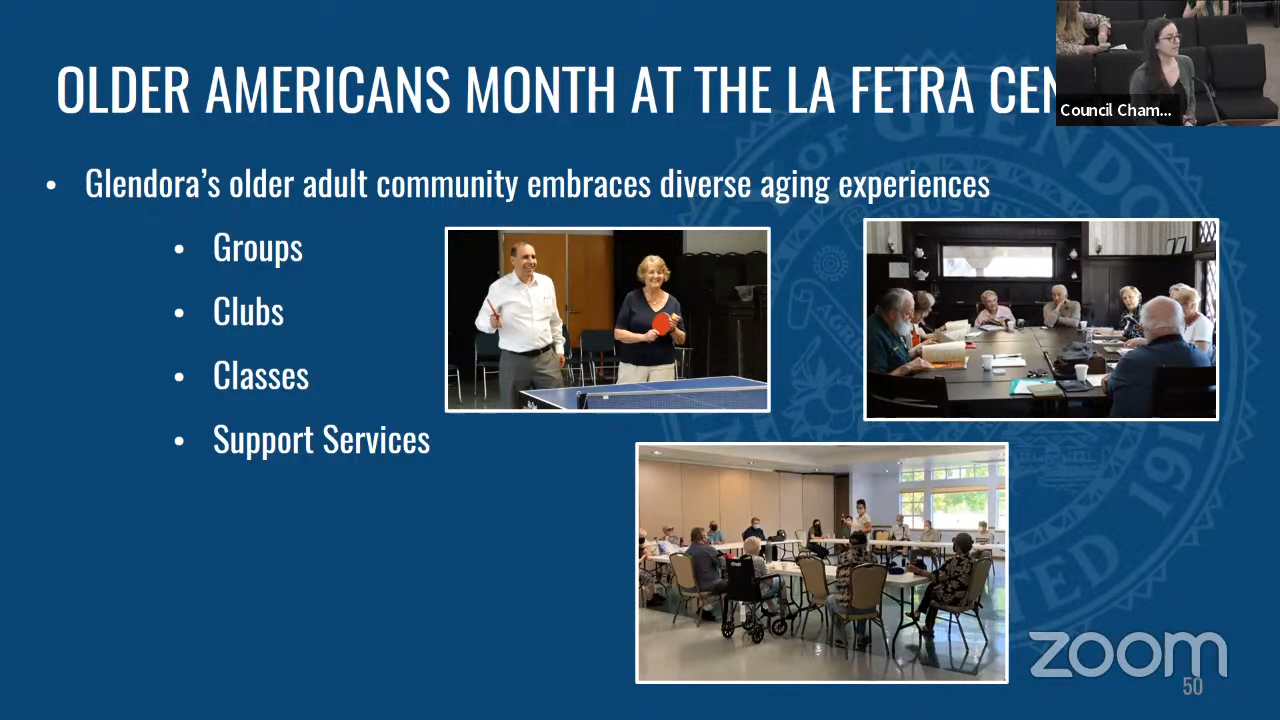 OLDER AMERICANS MONTH AT THE LA FETRA CEN
Council Cham...
• Glendora’s older adult community embraces diverse aging experiences
• Groups
• Clubs
• Classes
• Support Services
zoom
50